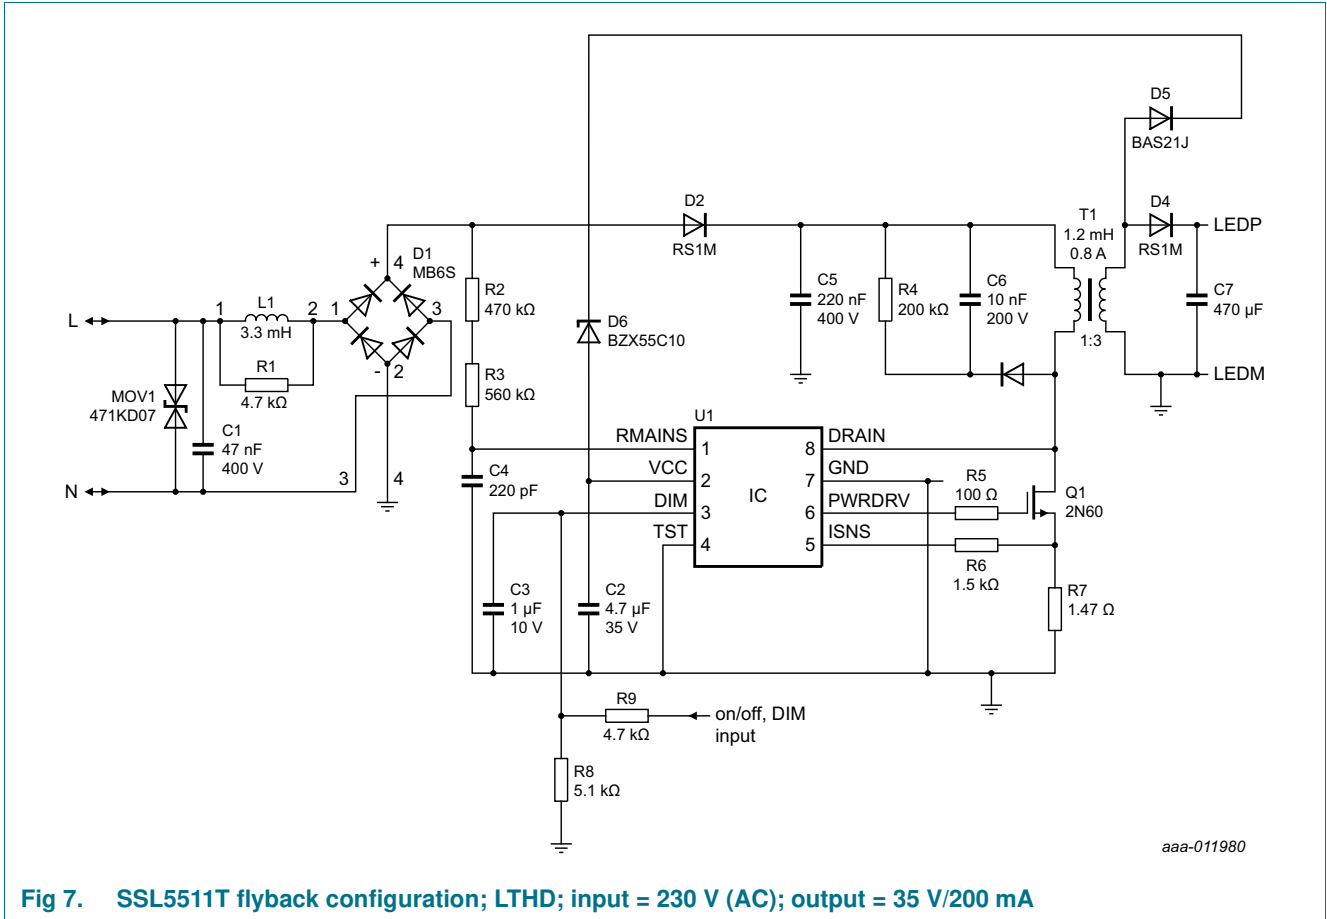 D5
BAS21J
D2
RS1M
D4
RS1M
LEDP
T1
1.2 mH
0.8 A
1:3
+ 4
D1
MB6S
1
2
1
3
L1
3.3 mH
L
R1
4.7 kΩ
- 2
R2
470 kΩ
R3
560 kΩ
D6
BZX55C10
C5
220 nF
400 V
R4
200 kΩ
C6
10 nF
200 V
C7
470 µF
LEDM
MOV1
471KD07
C1
47 nF
400 V
N
3
4
C4
220 pF
U1
RMAINS
1
8
DRAIN
VCC
2
7
GND
DIM
3
6
PWRDRV
TST
4
5
ISNS
IC
R5
100 Ω
Q1
2N60
R6
1.5 kΩ
R7
1.47 Ω
C3
1 µF
10 V
C2
4.7 µF
35 V
R9
4.7 kΩ
on/off, DIM
input
R8
5.1 kΩ
aaa-011980
Fig 7. SSL5511T flyback configuration; LTHD; input = 230 V (AC); output = 35 V/200 mA